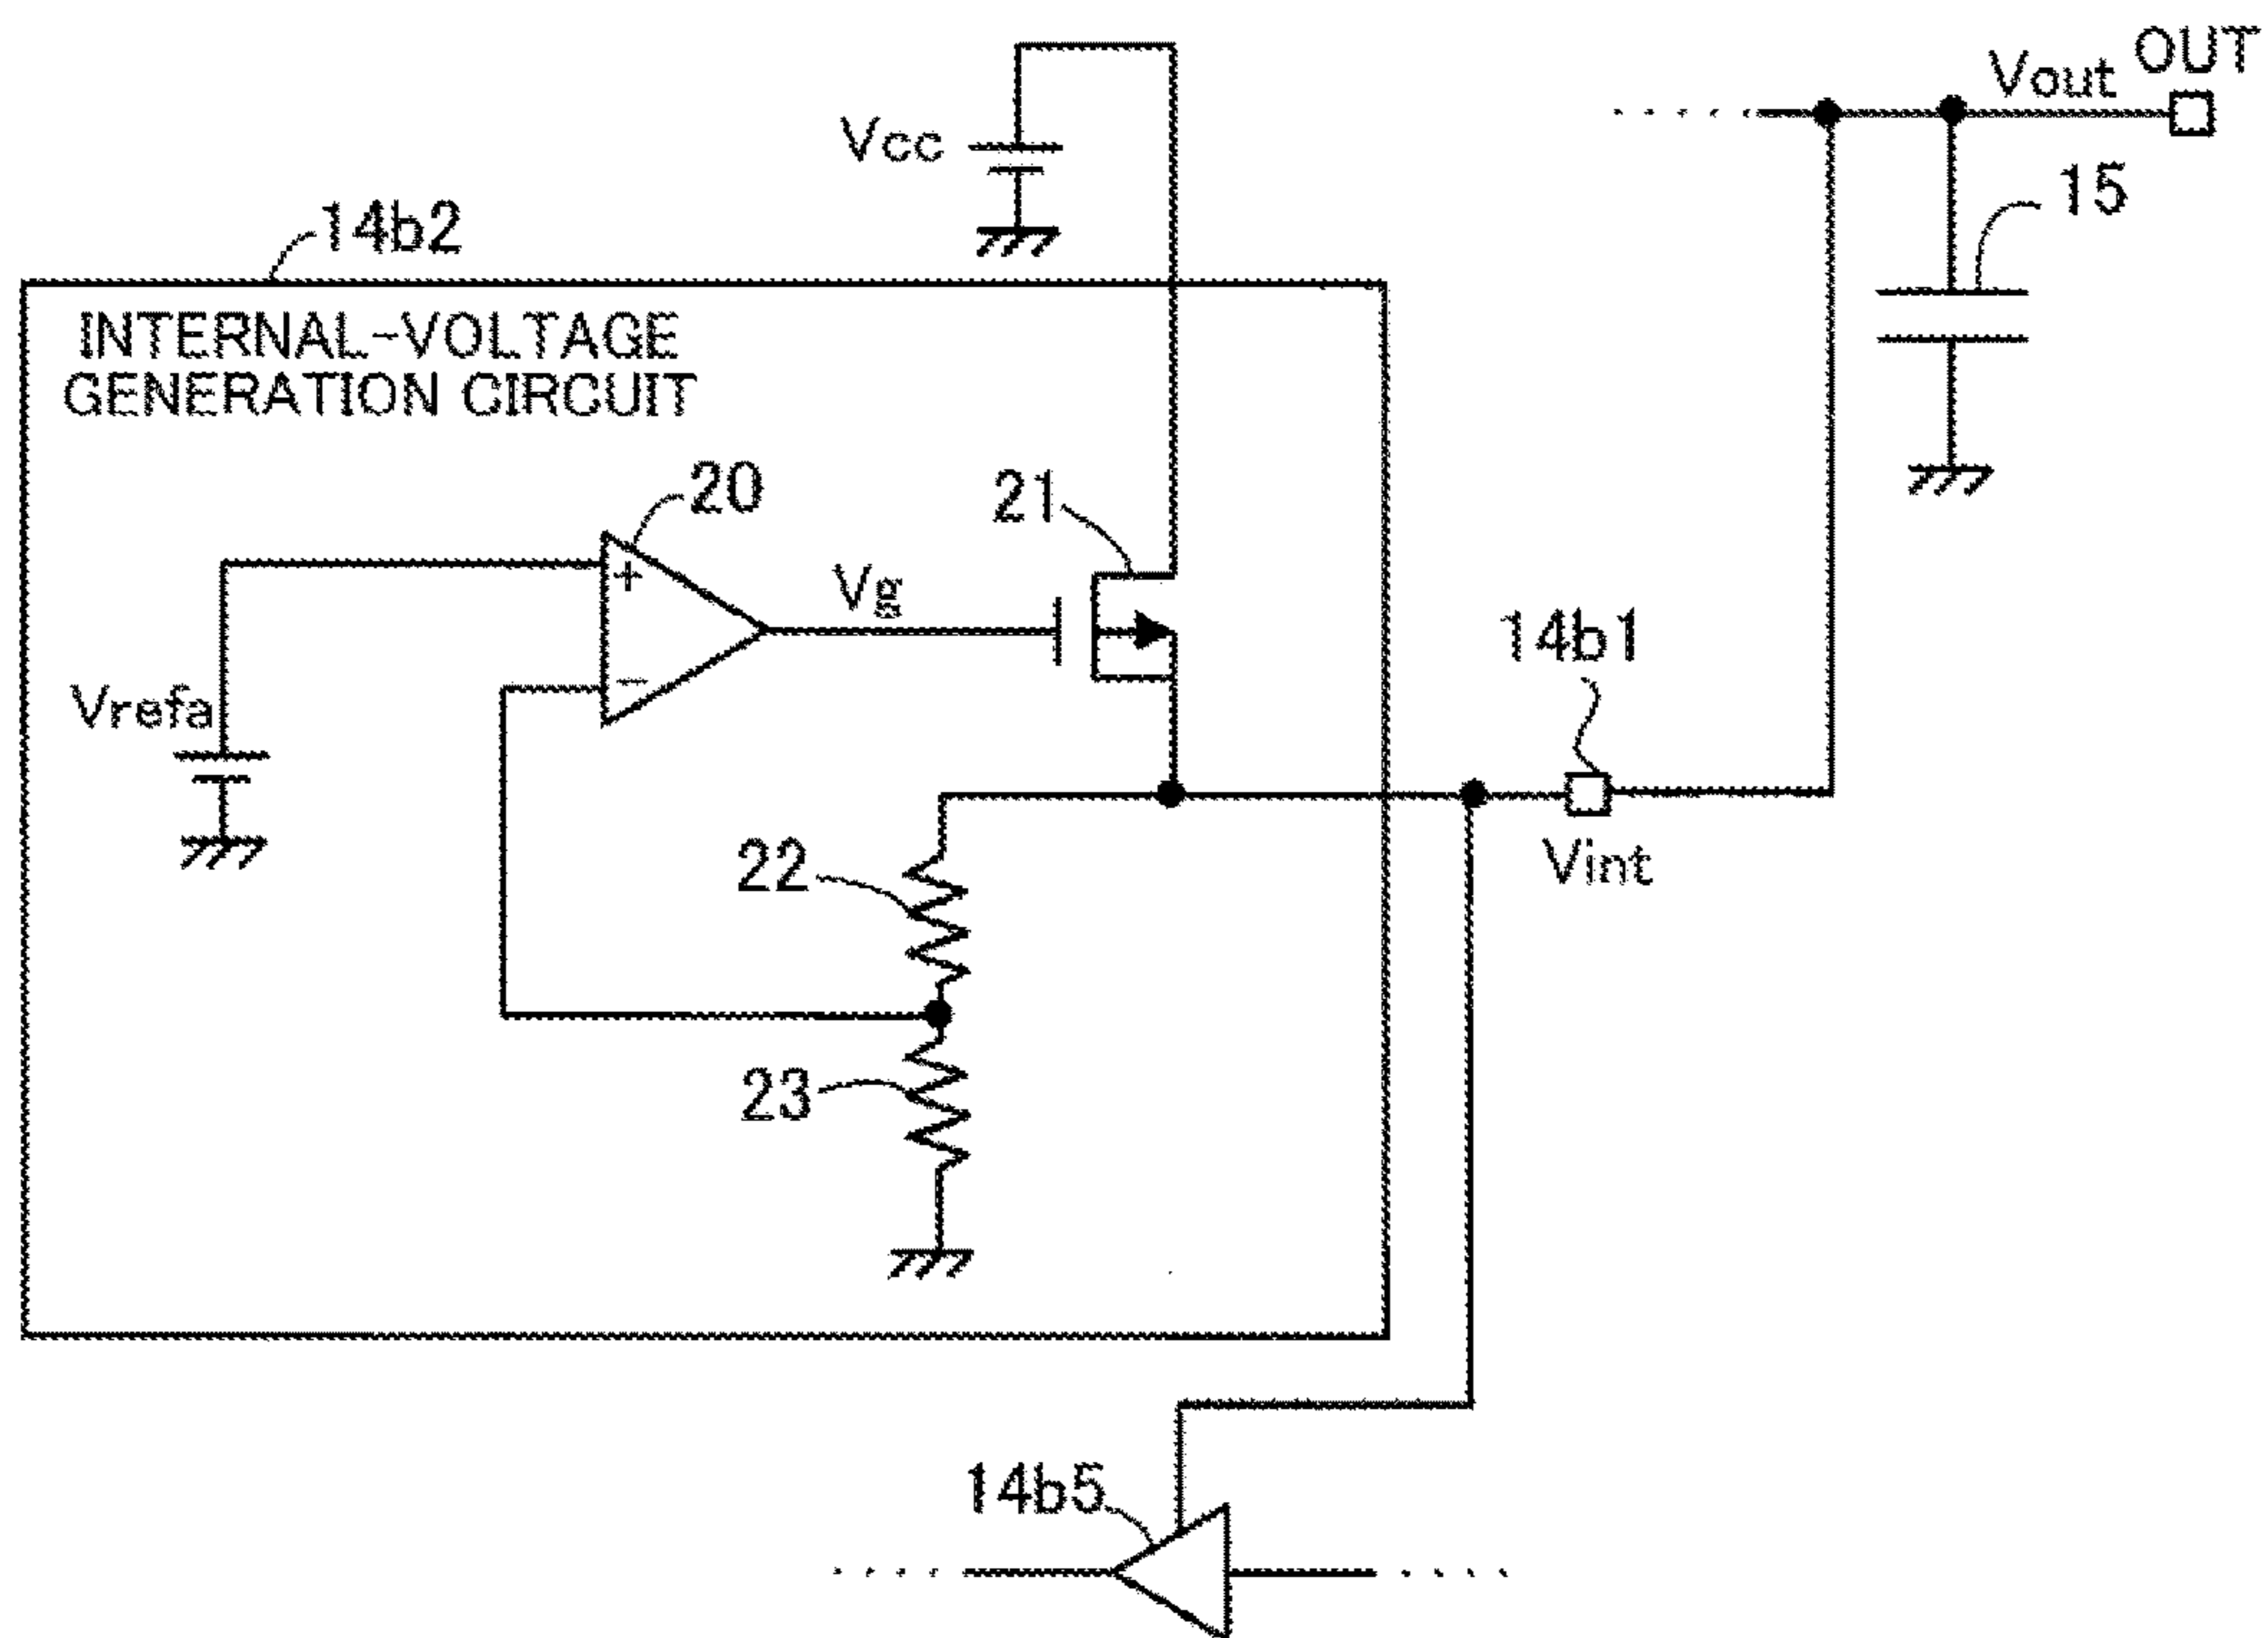 OUT
Vout
Vcc
15
14b2
INTERNAL-VOLTAGE
GENERATION CIRCUIT
20
21
+
Vg
14b1
−
Vrefa
22
Vint
23
14b5